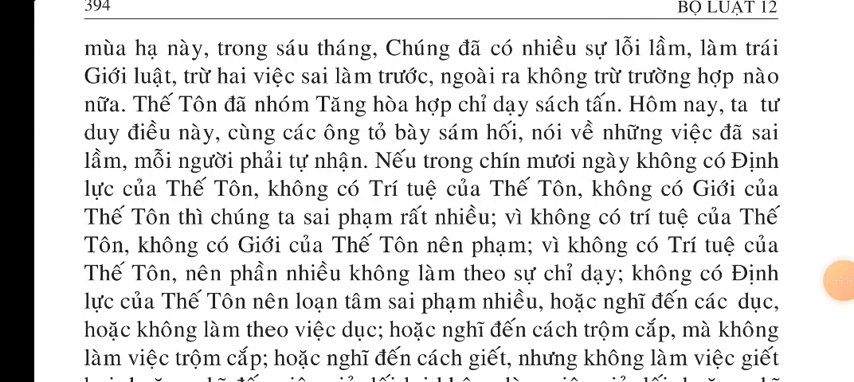 394 BỘ LUẬT 12
mùa hạ này, trong sáu tháng, Chúng đã có nhiều sự lỗi lầm, làm trái
Giới luật, trừ hai việc sai làm trước, ngoài ra không trừ trường hợp nào
nữa. Thế Tôn đã nhóm Tăng hòa hợp chỉ dạy sách tấn. Hôm nay, ta tư
duy điều này, cùng các ông tỏ bày sám hối, nói về những việc đã sai
lầm, mỗi người phải tự nhận. Nếu trong chín mươi ngày không có Định
lực của Thế Tôn, không có Trí tuệ của Thế Tôn, không có Giới của
Thế Tôn thì chúng ta sai phạm rất nhiều; vì không có trí tuệ của Thế
Tôn, không có Giới của Thế Tôn nên phạm; vì không có Trí tuệ của
Thế Tôn, nên phần nhiều không làm theo sự chỉ dạy; không có Định
lực của Thế Tôn nên loạn tâm sai phạm nhiều, hoặc nghĩ đến các dục,
hoặc không làm theo việc dục; hoặc nghĩ đến cách trộm cắp, mà không
làm việc trộm cắp; hoặc nghĩ đến cách giết, nhưng không làm việc giết